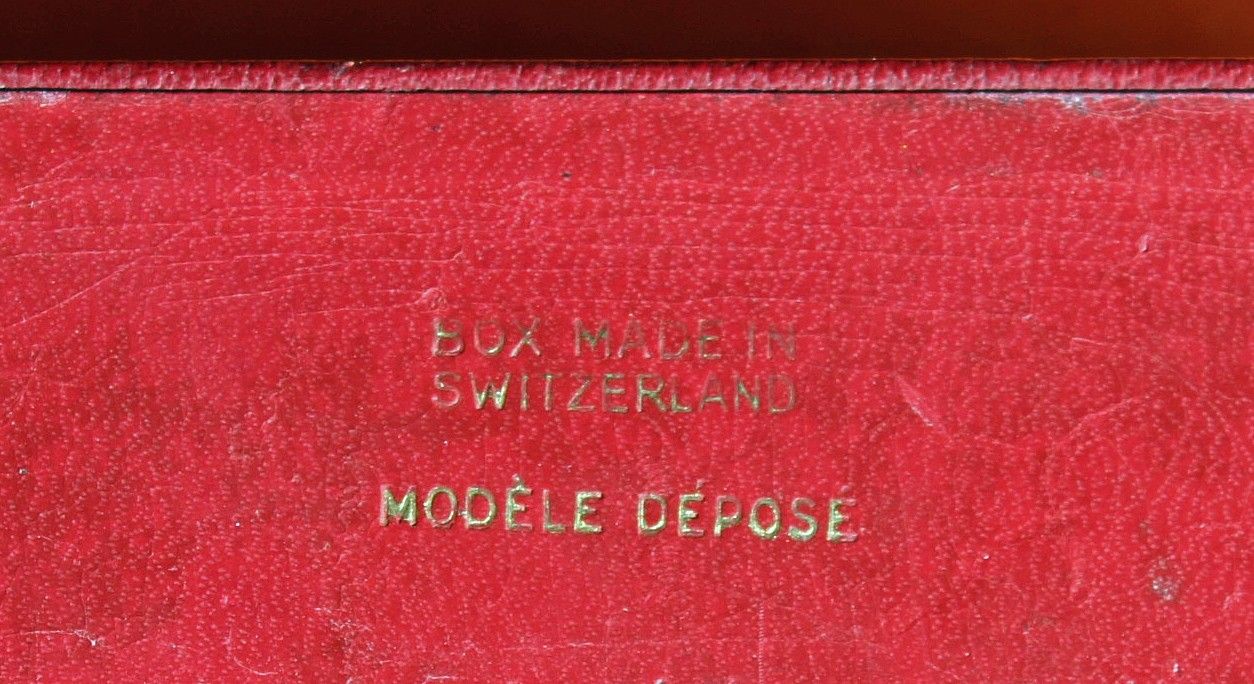 BOX MADE IN
SWITZERLAND
MODÈLE DÉPOSÉ